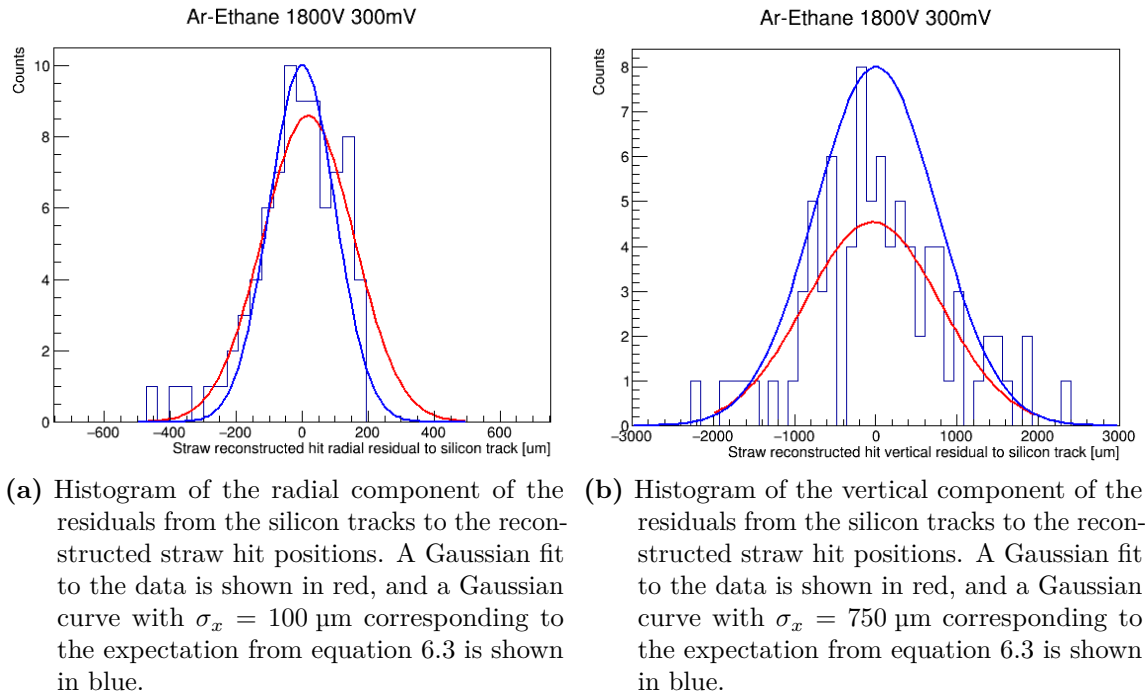 Ar-Ethane 1800V 300mV
Counts
10
8
6
4
2
0
−600 −400 −200 0 200 400 600
Straw reconstructed hit radial residual to silicon track [um]
(a) Histogram of the radial component of the
residuals from the silicon tracks to the recon-
structed straw hit positions. A Gaussian fit
to the data is shown in red, and a Gaussian
curve with σx = 100 µm corresponding to
the expectation from equation 6.3 is shown
in blue.
Ar-Ethane 1800V 300mV
Counts
8
7
6
5
4
3
2
1
0
−3000 −2000 −1000 0 1000 2000 3000
Straw reconstructed hit vertical residual to silicon track [um]
(b) Histogram of the vertical component of the
residuals from the silicon tracks to the recon-
structed straw hit positions. A Gaussian fit
to the data is shown in red, and a Gaussian
curve with σx = 750 µm corresponding to
the expectation from equation 6.3 is shown
in blue.